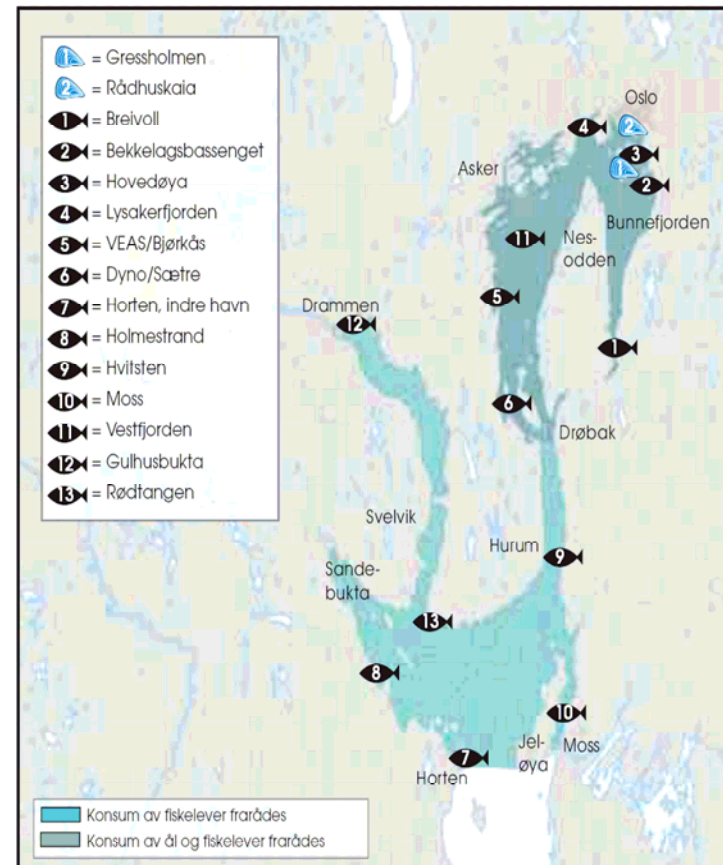 1 = Gressholmen
2 = Rådhuskaia
1 = Breivoll
2 = Bekkelagsbassenget
3 = Hovedøya
4 = Lysakerfjorden
5 = VEAS/Bjørkås
6 = Dyno/Sætre
7 = Horten, indre havn
8 = Holmestrand
9 = Hvitsten
10 = Moss
11 = Vestfjorden
12 = Gulhusbukta
13 = Rødtangen
Oslo
4
2
3
Asker
1
2
Bunnefjorden
11
Nes-
odden
5
Drammen
12
1
6
Drøbak
Svelvik
Hurum
9
Sande-
bukta
13
8
10
Jel-
øya
Moss
7
Horten
Konsum av fiskelever frarådes
Konsum av ål og fiskelever frarådes